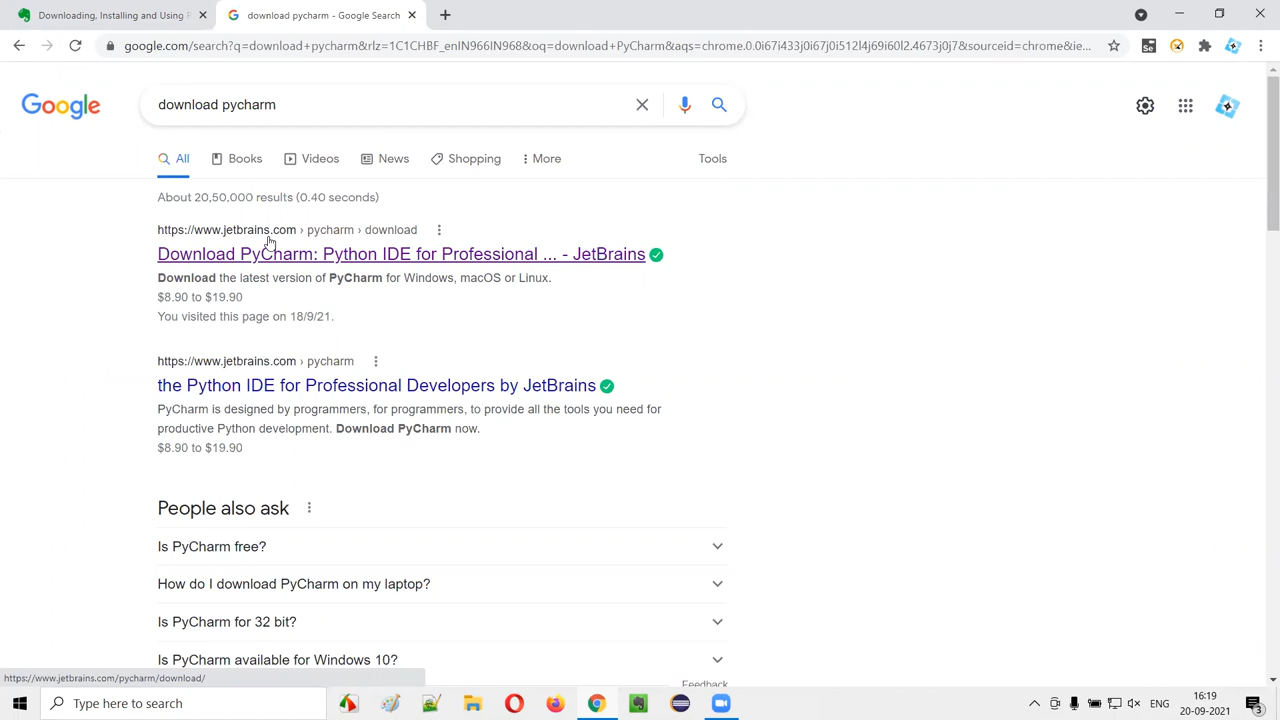 Downloading, Installing and Using P
download pycharm - Google Search
google.com/search?q=download+pycharm&rlz=1C1CHBF_enIN966IN968&oq=download+PyCharm&aqs=chrome.0.0i67i433j0i67j0i512l4j69i60l2.4673j0j7&sourceid=chrome&ie...
Google
download pycharm
All
Books
Videos
News
Shopping
More
Tools
About 20,50,000 results (0.40 seconds)
https://www.jetbrains.com › pycharm › download
Download PyCharm: Python IDE for Professional ... - JetBrains
Download the latest version of PyCharm for Windows, macOS or Linux.
$8.90 to $19.90
You visited this page on 18/9/21.
https://www.jetbrains.com › pycharm
the Python IDE for Professional Developers by JetBrains
PyCharm is designed by programmers, for programmers, to provide all the tools you need for
productive Python development. Download PyCharm now.
$8.90 to $19.90
People also ask
Is PyCharm free?
How do I download PyCharm on my laptop?
Is PyCharm for 32 bit?
Is PyCharm available for Windows 10?
Feedback
https://www.jetbrains.com/pycharm/download/
Type here to search
ENG
16:19
20-09-2021
3